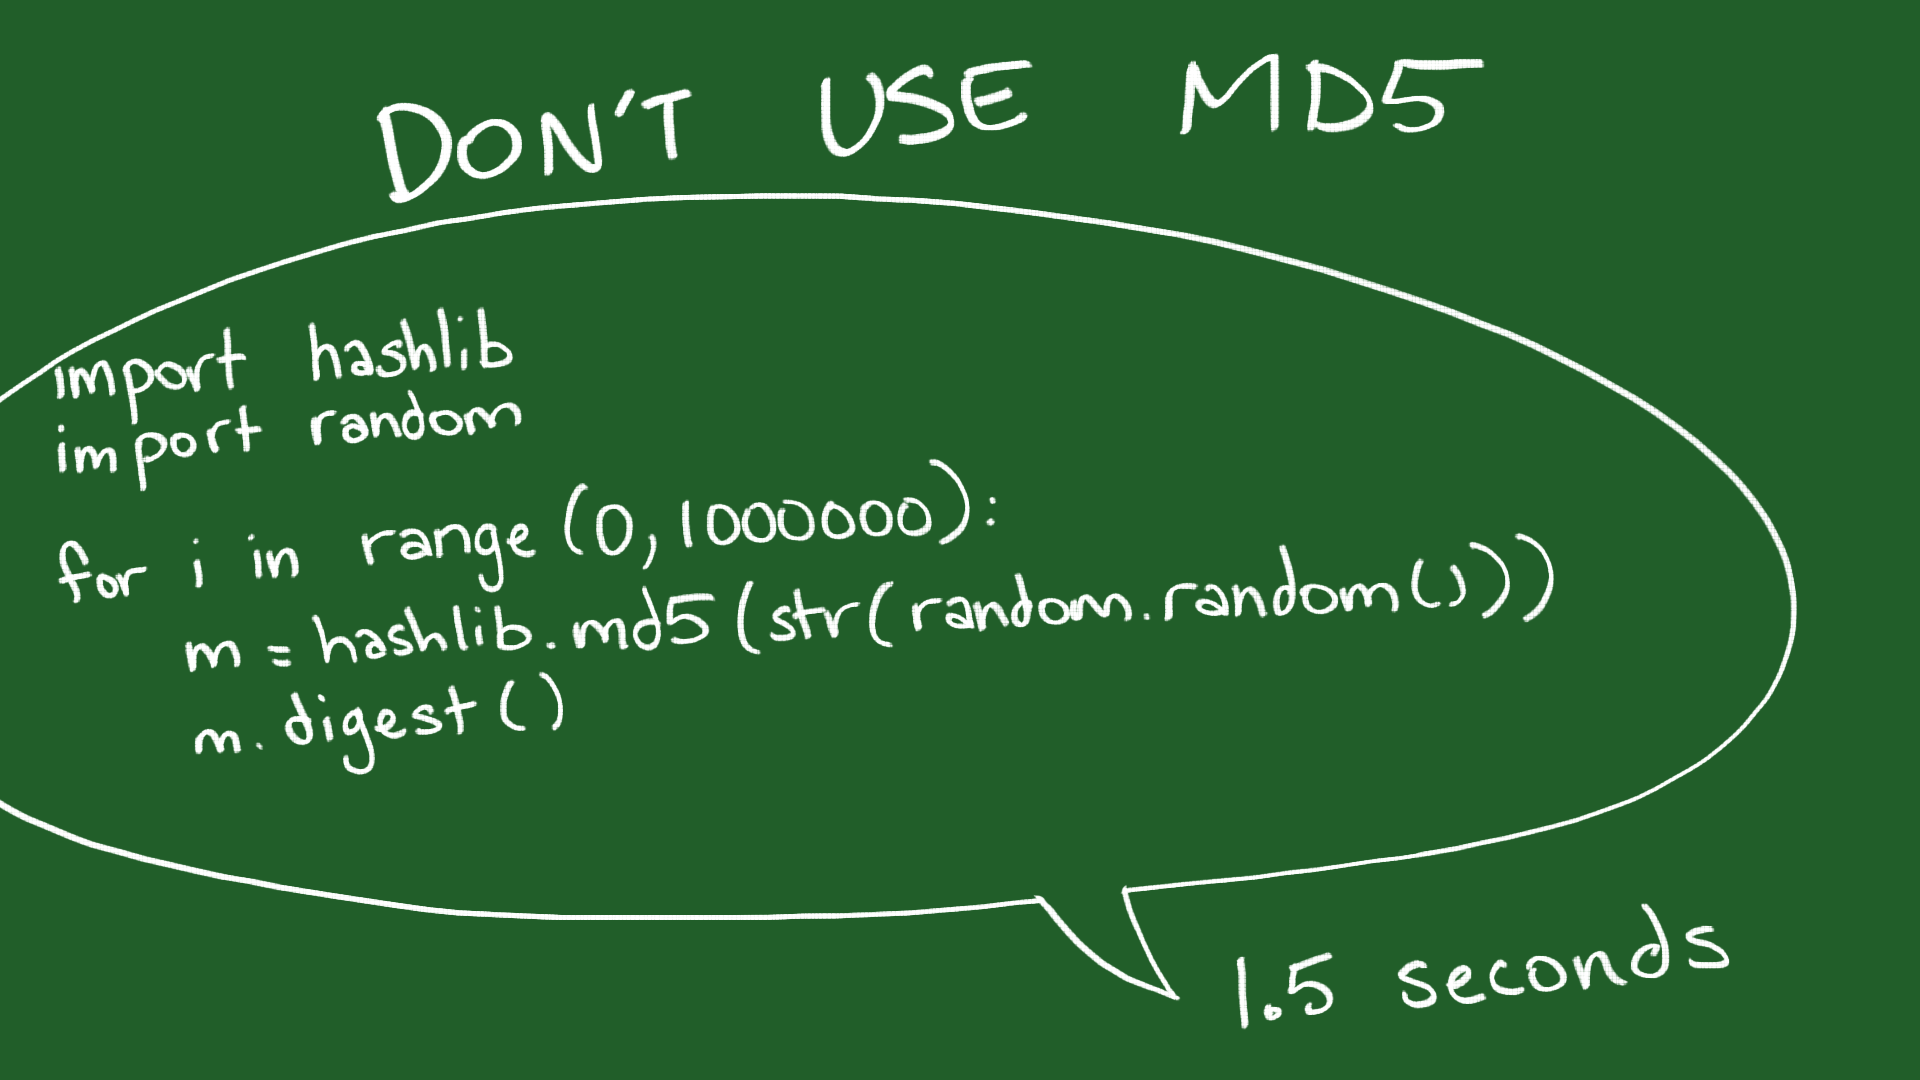 DON'T USE MD5
import hashlib
import random
for i in range (0, 1000000):
m = hashlib.md5 (str(random.random()))
m.digest()
1.5 seconds